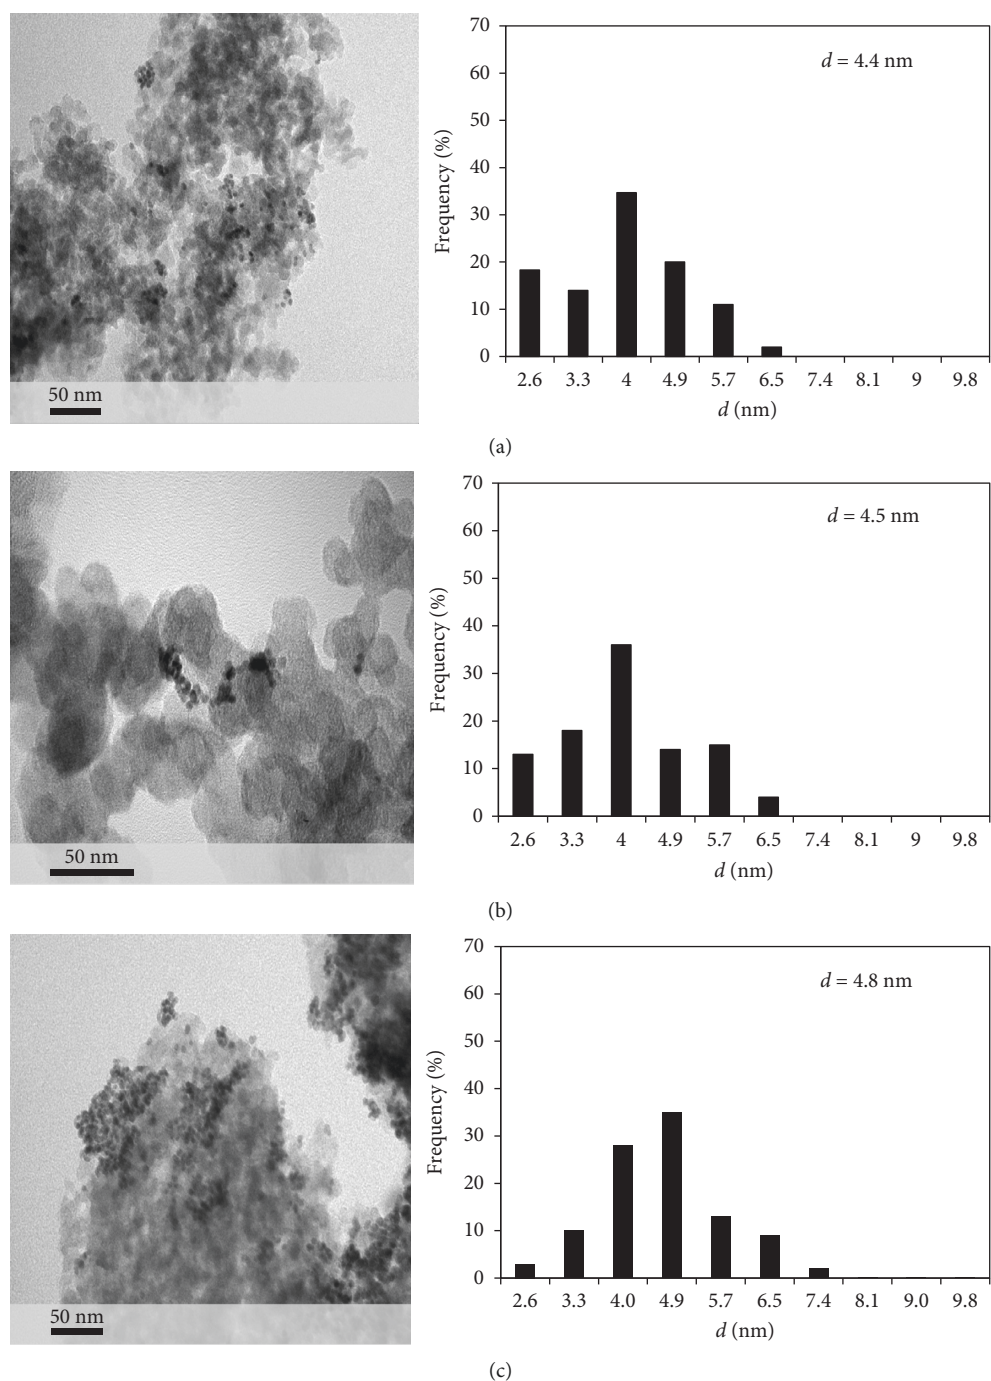 70
60
50
40
30
20
10
0
Frequency (%)
d = 4.4 nm
2.6 3.3 4 4.9 5.7 6.5 7.4 8.1 9 9.8
d (nm)
50 nm
(a)
70
60
50
40
30
20
10
0
Frequency (%)
d = 4.5 nm
2.6 3.3 4 4.9 5.7 6.5 7.4 8.1 9 9.8
d (nm)
50 nm
(b)
70
60
50
40
30
20
10
0
Frequency (%)
d = 4.8 nm
2.6 3.3 4.0 4.9 5.7 6.5 7.4 8.1 9.0 9.8
d (nm)
50 nm
(c)